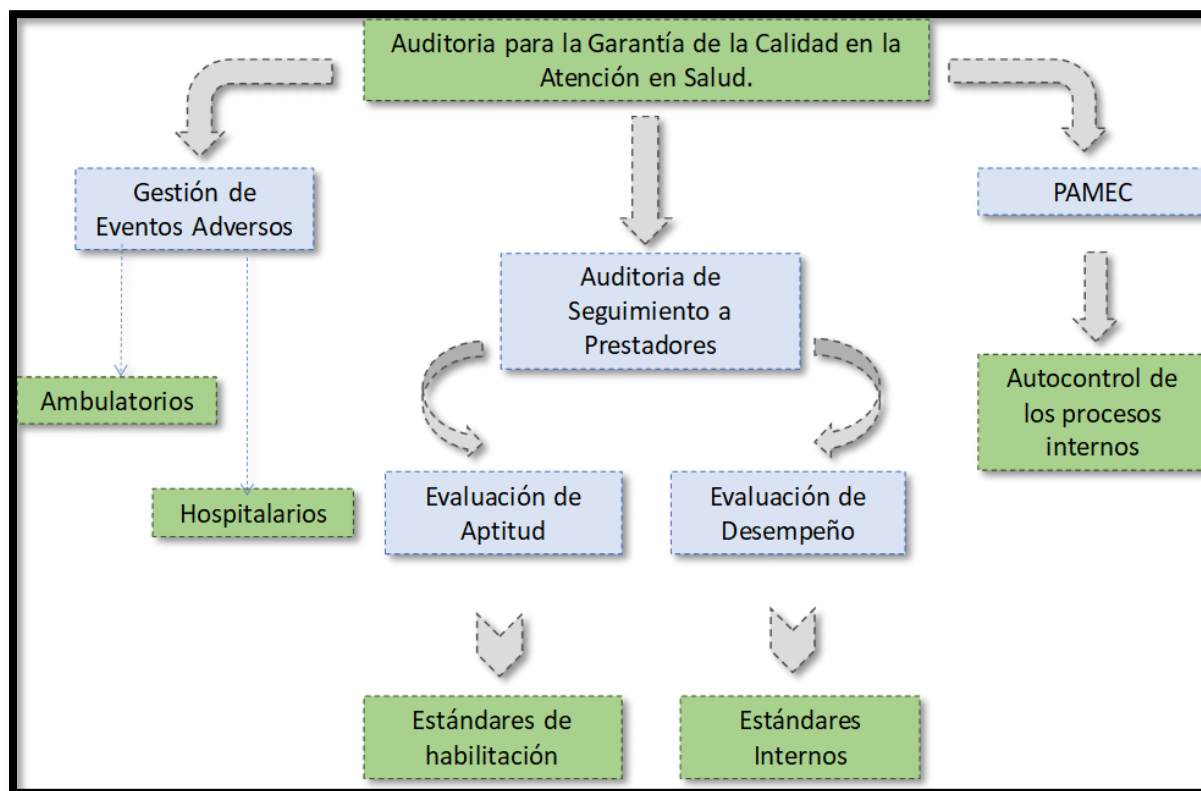 Auditoria para la Garantía de la Calidad en la
Atención en Salud.
Gestión de
Eventos Adversos
PAMEC
Auditoria de
Seguimiento a
Prestadores
Ambulatorios
Autocontrol de
los procesos
internos
Hospitalarios
Evaluación de
Aptitud
Evaluación de
Desempeño
Estándares de
habilitación
Estándares
Internos